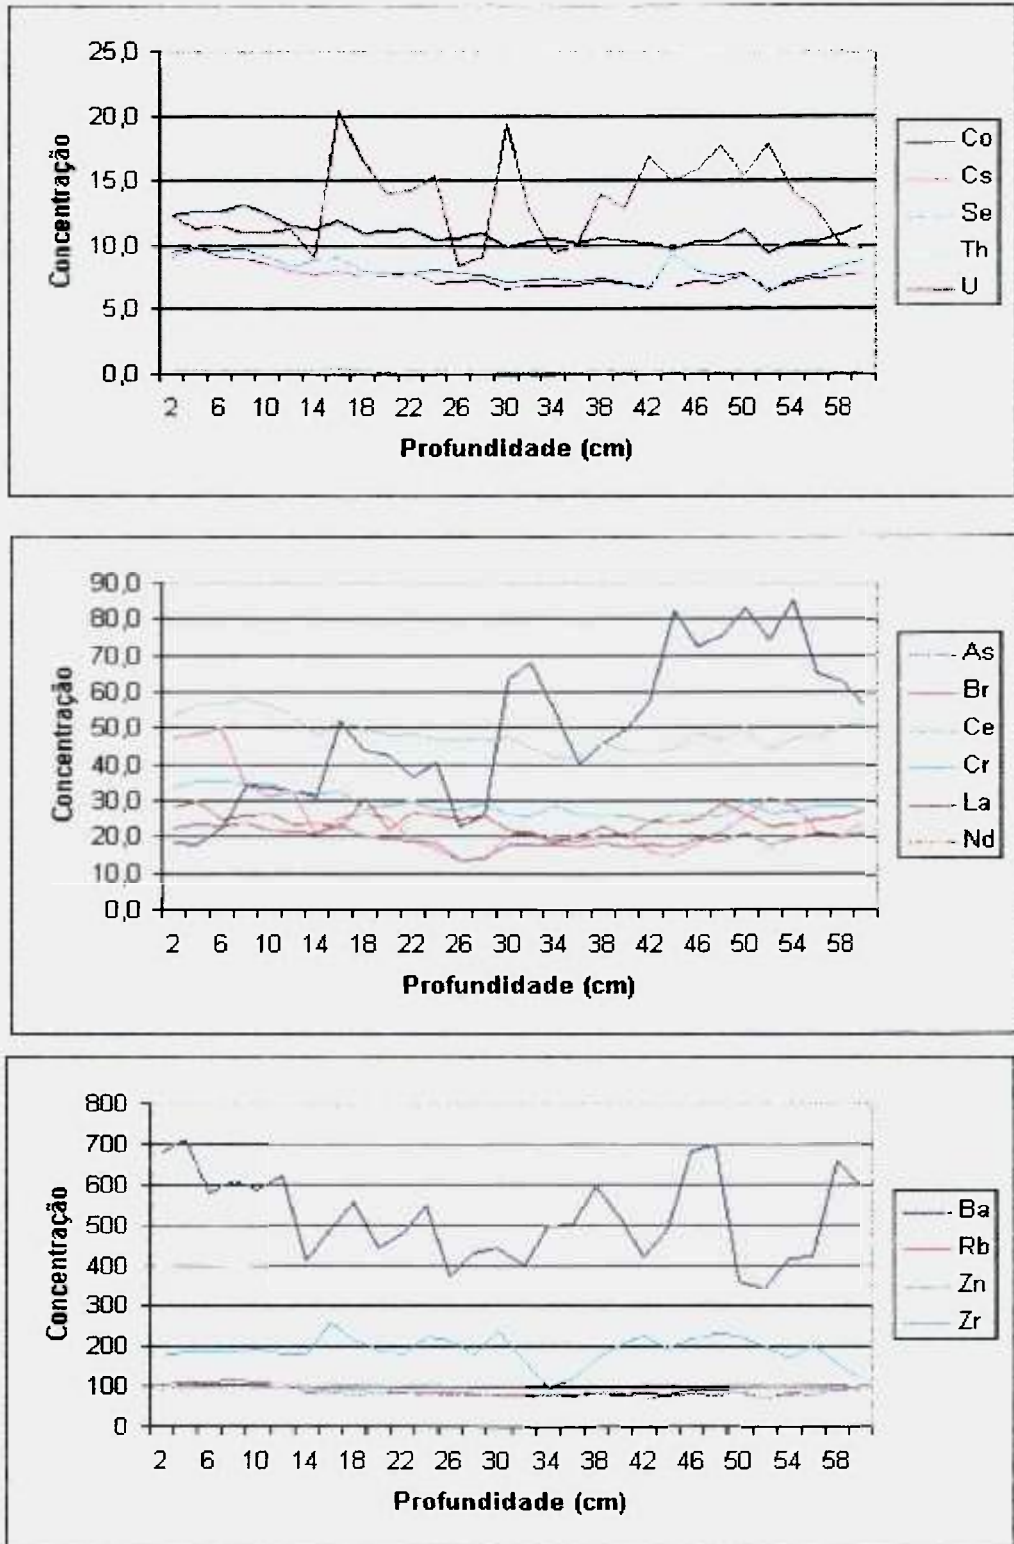 25,0
20,0
15,0
10,0
5,0
0,0
Concentração
2 6 10 14 18 22 26 30 34 38 42 46 50 54 58
Profundidade (cm)
Co
Cs
Se
Th
U
90,0
80,0
70,0
60,0
50,0
40,0
30,0
20,0
10,0
0,0
Concentração
2 6 10 14 18 22 26 30 34 38 42 46 50 54 58
Profundidade (cm)
As
Br
Ce
Cr
La
Nd
800
700
600
500
400
300
200
100
0
Concentração
2 6 10 14 18 22 26 30 34 38 42 46 50 54 58
Profundidade (cm)
Ba
Rb
Zn
Zr